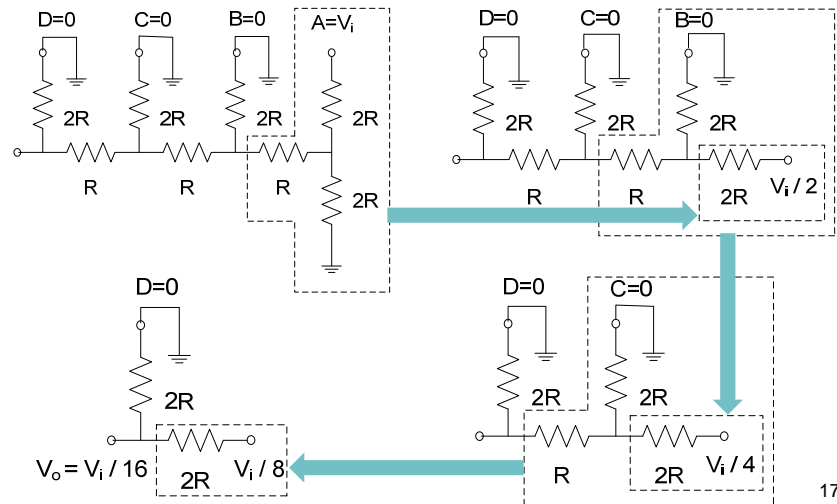 D=0 C=0 B=0 A=Vᵢ
2R 2R 2R 2R
R R R 2R
D=0 C=0 B=0
2R 2R 2R
R R 2R Vᵢ / 2
D=0
2R
Vₒ = Vᵢ / 16 2R Vᵢ / 8
D=0 C=0
2R 2R
R 2R Vᵢ / 4
17